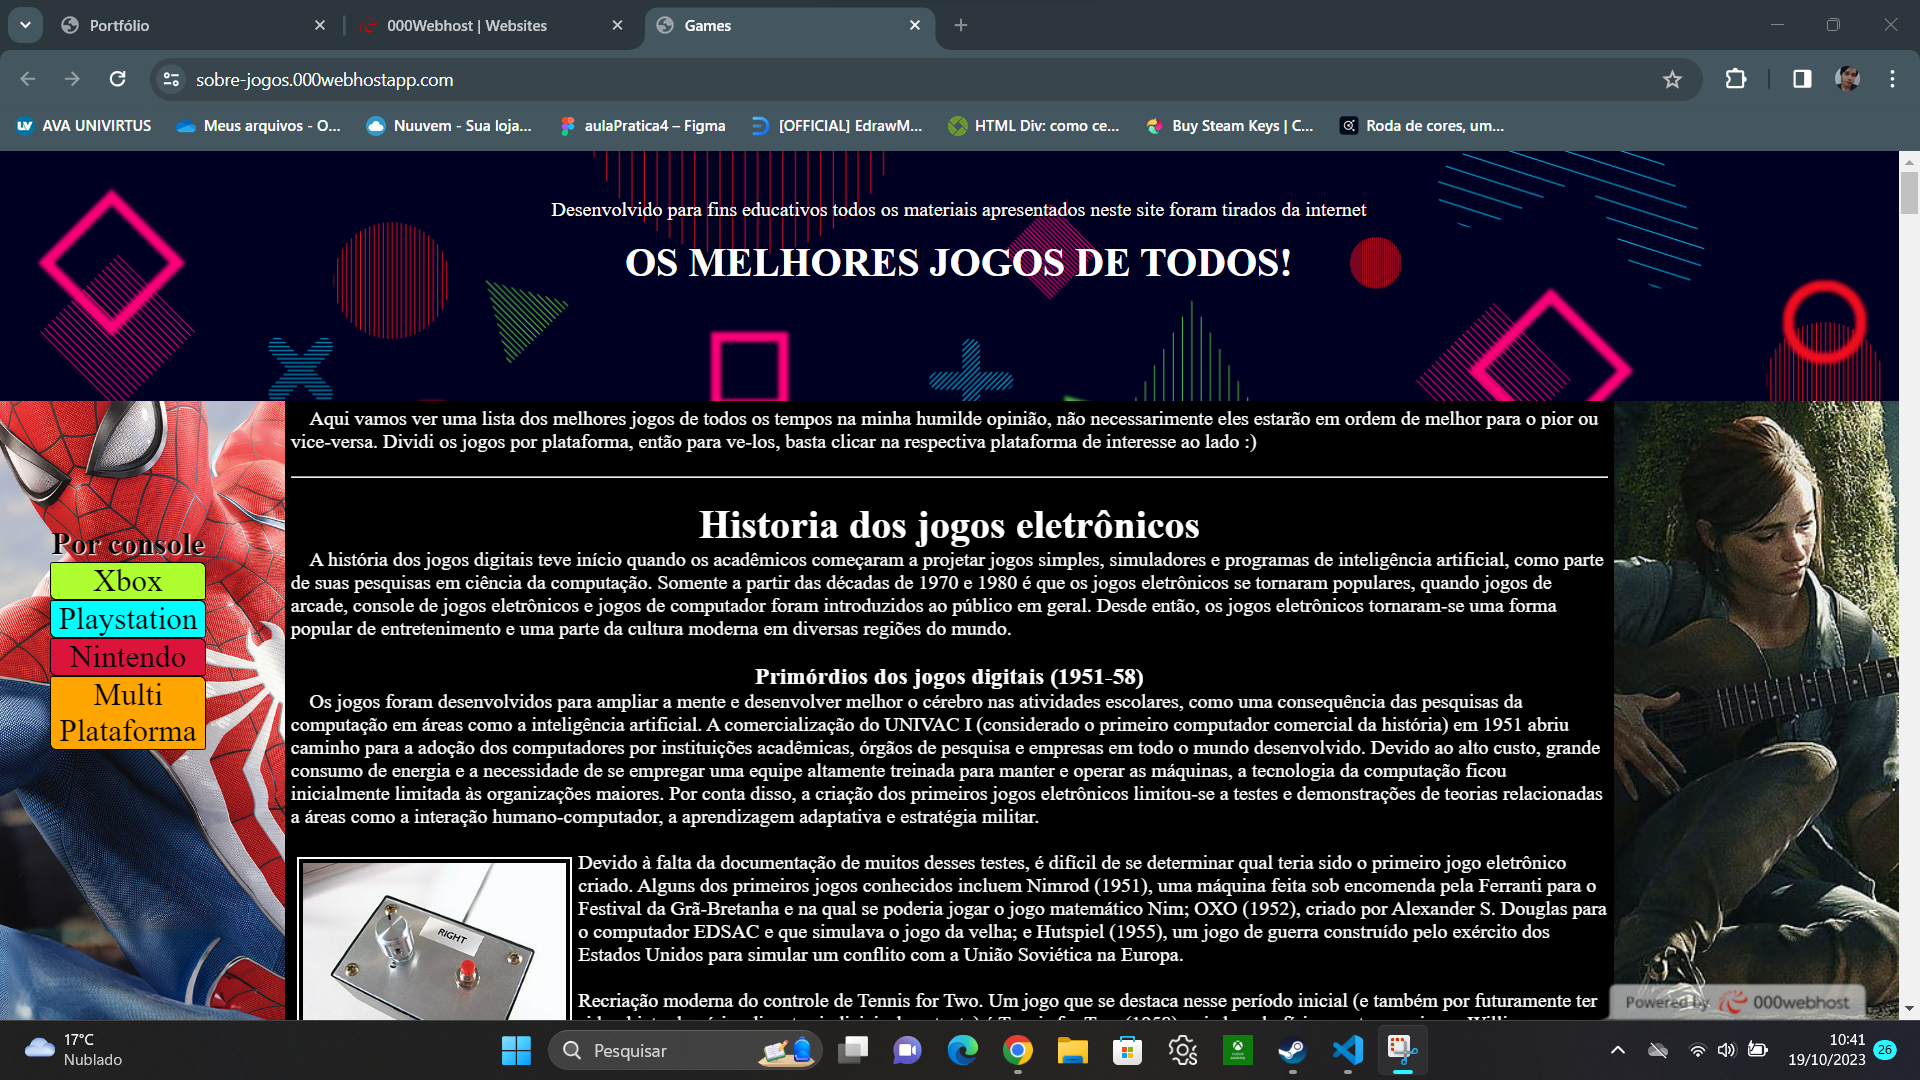 Portfólio
000Webhost | Websites
Games
sobre-jogos.000webhostapp.com
AVA UNIVIRTUS
Meus arquivos - O...
Nuuvem - Sua loja...
aulaPratica4 – Figma
[OFFICIAL] EdrawM...
HTML Div: como ce...
Buy Steam Keys | C...
Roda de cores, um...
Desenvolvido para fins educativos todos os materiais apresentados neste site foram tirados da internet
OS MELHORES JOGOS DE TODOS!
Por console
Xbox
Playstation
Nintendo
Multi
Plataforma
Aqui vamos ver uma lista dos melhores jogos de todos os tempos na minha humilde opinião, não necessarimente eles estarão em ordem de melhor para o pior ou
vice-versa. Dividi os jogos por plataforma, então para ve-los, basta clicar na respectiva plataforma de interesse ao lado :)
Historia dos jogos eletrônicos
A história dos jogos digitais teve início quando os acadêmicos começaram a projetar jogos simples, simuladores e programas de inteligência artificial, como parte
de suas pesquisas em ciência da computação. Somente a partir das décadas de 1970 e 1980 é que os jogos eletrônicos se tornaram populares, quando jogos de
arcade, console de jogos eletrônicos e jogos de computador foram introduzidos ao público em geral. Desde então, os jogos eletrônicos tornaram-se uma forma
popular de entretenimento e uma parte da cultura moderna em diversas regiões do mundo.
Primórdios dos jogos digitais (1951-58)
Os jogos foram desenvolvidos para ampliar a mente e desenvolver melhor o cérebro nas atividades escolares, como uma consequência das pesquisas da
computação em áreas como a inteligência artificial. A comercialização do UNIVAC I (considerado o primeiro computador comercial da história) em 1951 abriu
caminho para a adoção dos computadores por instituições acadêmicas, órgãos de pesquisa e empresas em todo o mundo desenvolvido. Devido ao alto custo, grande
consumo de energia e a necessidade de se empregar uma equipe altamente treinada para manter e operar as máquinas, a tecnologia da computação ficou
inicialmente limitada às organizações maiores. Por conta disso, a criação dos primeiros jogos eletrônicos limitou-se a testes e demonstrações de teorias relacionadas
a áreas como a interação humano-computador, a aprendizagem adaptativa e estratégia militar.
RIGHT
Devido à falta da documentação de muitos desses testes, é difícil de se determinar qual teria sido o primeiro jogo eletrônico
criado. Alguns dos primeiros jogos conhecidos incluem Nimrod (1951), uma máquina feita sob encomenda pela Ferranti para o
Festival da Grã-Bretanha e na qual se poderia jogar o jogo matemático Nim; OXO (1952), criado por Alexander S. Douglas para
o computador EDSAC e que simulava o jogo da velha; e Hutspiel (1955), um jogo de guerra construído pelo exército dos
Estados Unidos para simular um conflito com a União Soviética na Europa.
Recriação moderna do controle de Tennis for Two. Um jogo que se destaca nesse período inicial (e também por futuramente ter
Powered by 000webhost
17°C
Nublado
Pesquisar
10:41
19/10/2023
26